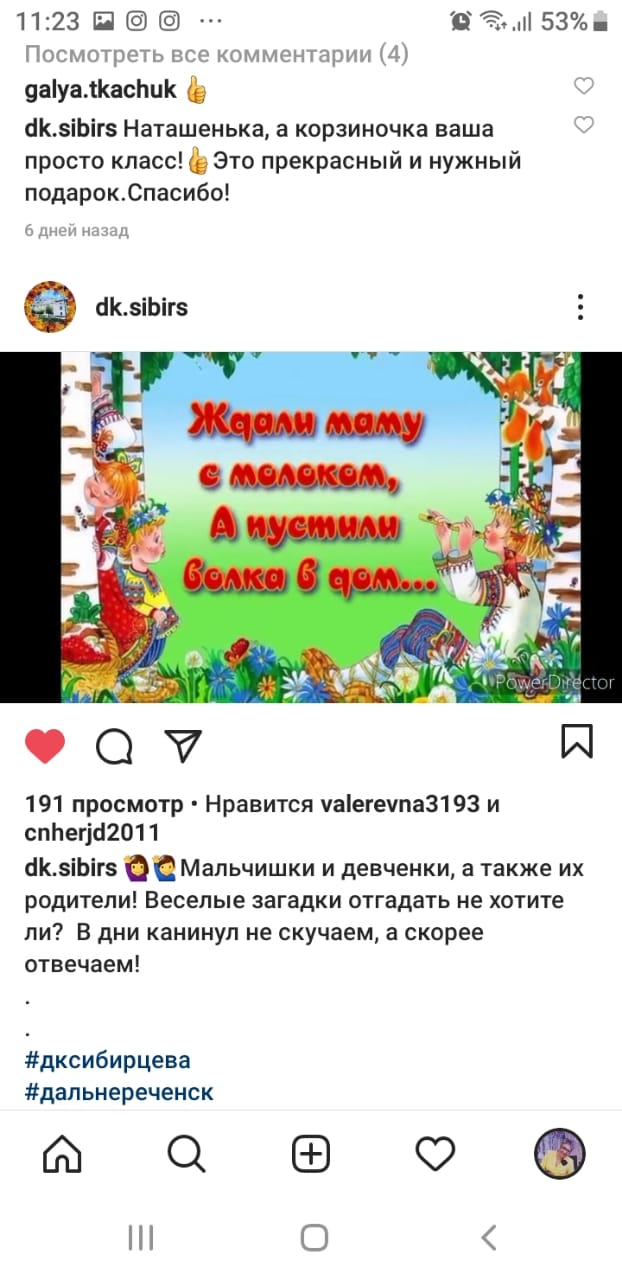 11:23
53%
Посмотреть все комментарии (4)
galya.tkachuk 👍
dk.sibirs Наташенька, а корзиночка ваша
просто класс!👍Это прекрасный и нужный
подарок.Спасибо!
6 дней назад
dk.sibirs
Ждали маму
с молоком,
А пустили
волка в дом...
PowerDirector
191 просмотр • Нравится valerevna3193 и
cnherjd2011
dk.sibirs 🙋‍♀️🙋‍♂️Мальчишки и девченки, а также их
родители! Веселые загадки отгадать не хотите
ли? В дни канинул не скучаем, а скорее
отвечаем!
.
.
#дксибирцева
#дальнереченск